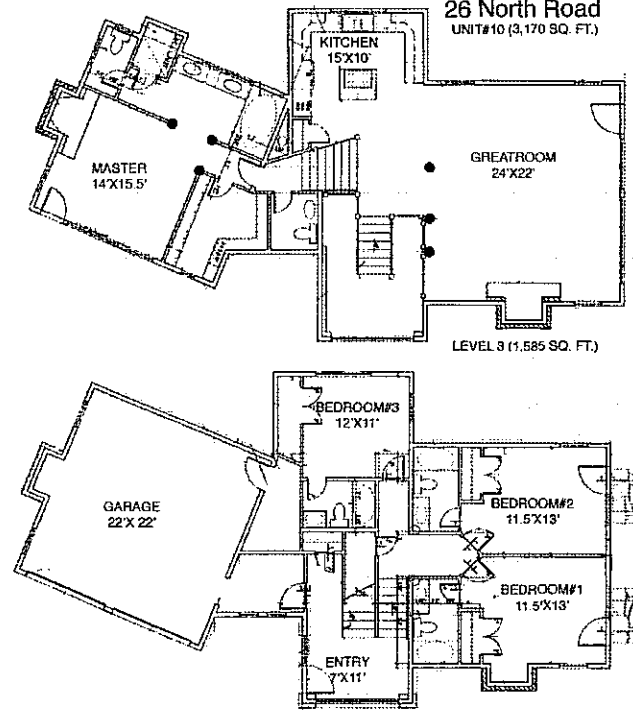 26 North Road
UNIT#10 (3,170 SQ. FT.)
KITCHEN
15'X10'
MASTER
14'X15.5'
GREATROOM
24'X22'
LEVEL 3 (1,585 SQ. FT.)
BEDROOM#3
12'X11'
GARAGE
22'X 22'
BEDROOM#2
11.5'X13'
BEDROOM#1
11.5'X13'
ENTRY
7'X11'